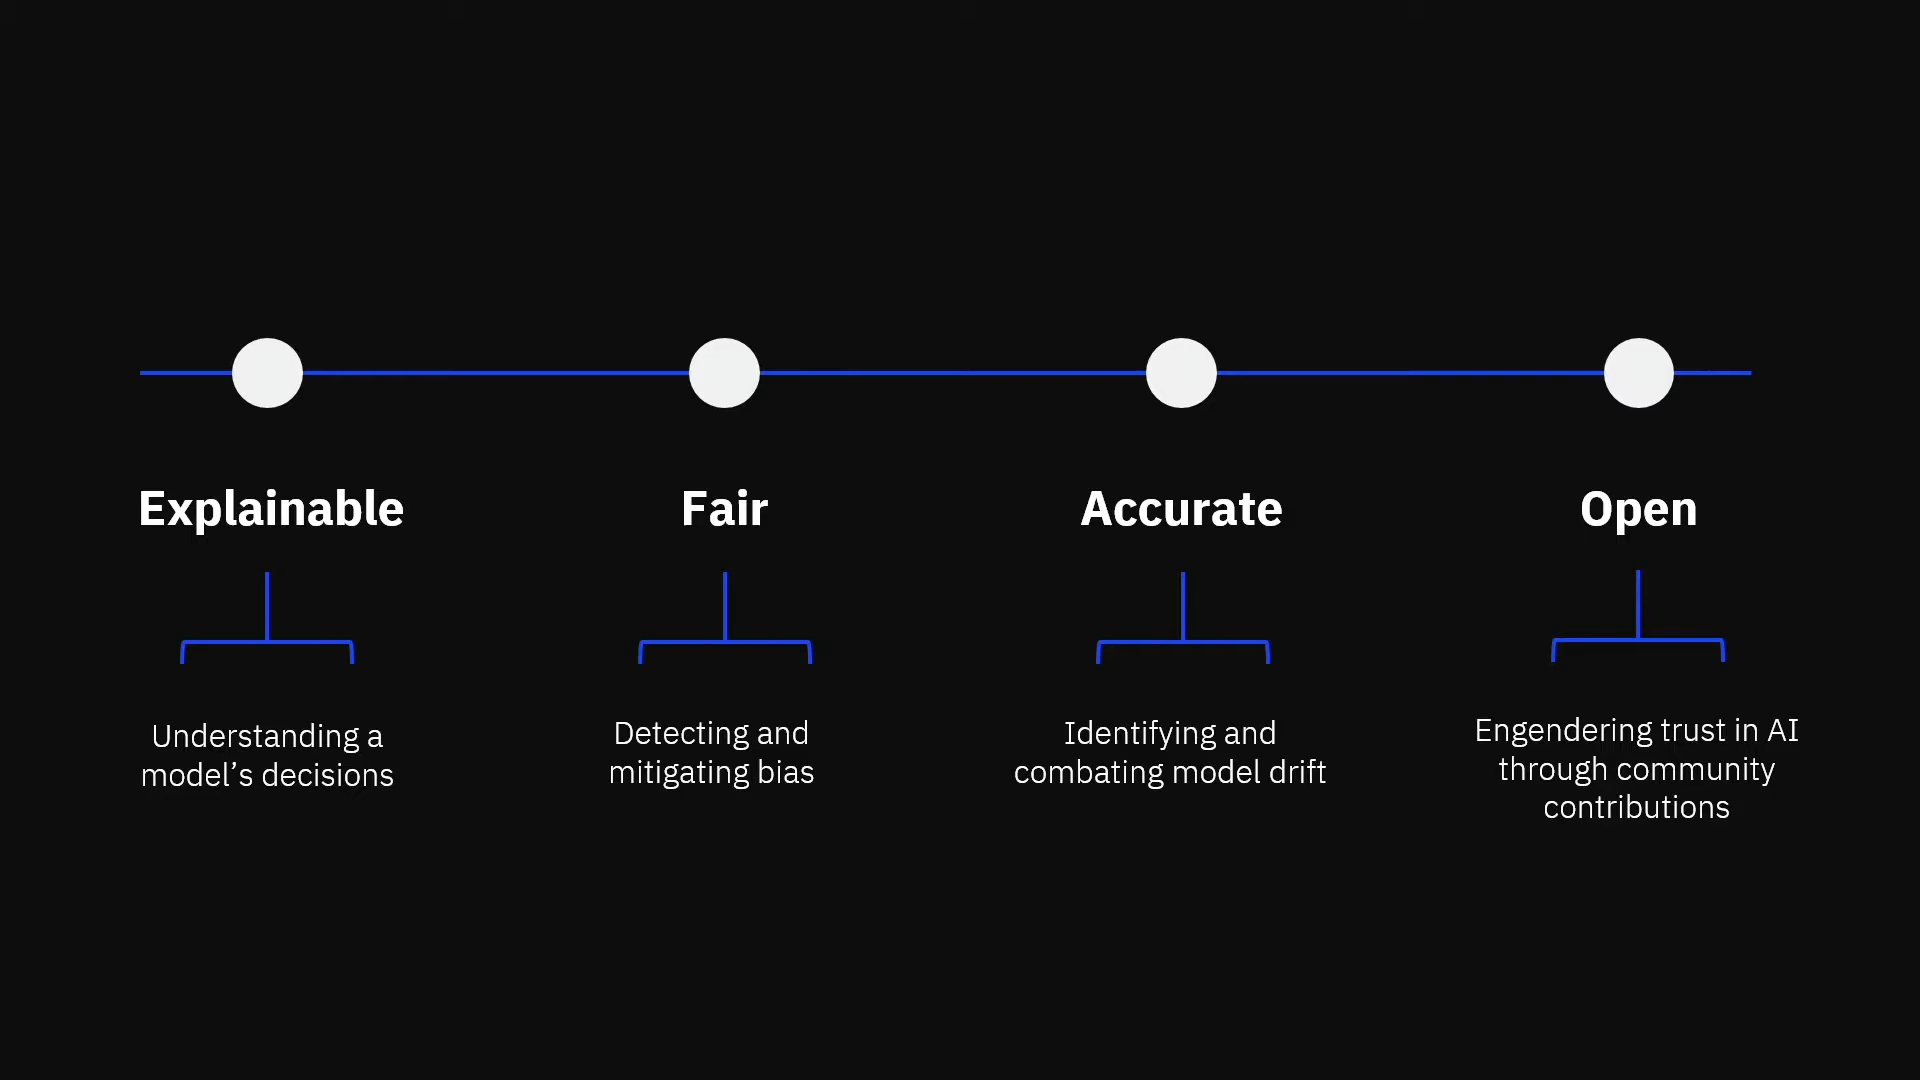 Explainable
Fair
Accurate
Open
Understanding a
model’s decisions
Detecting and
mitigating bias
Identifying and
combating model drift
Engendering trust in AI
through community
contributions